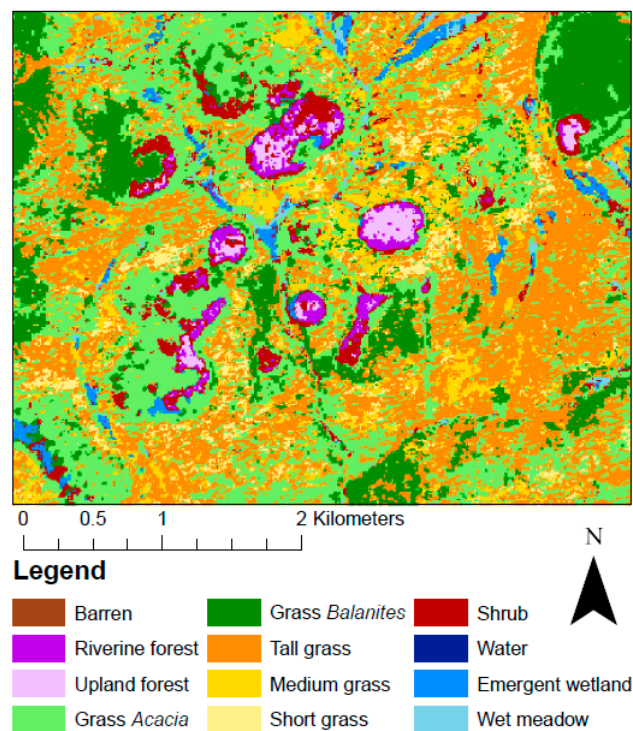 0 0.5 1 2 Kilometers
N
Legend
Barren Grass Balanites Shrub
Riverine forest Tall grass Water
Upland forest Medium grass Emergent wetland
Grass Acacia Short grass Wet meadow